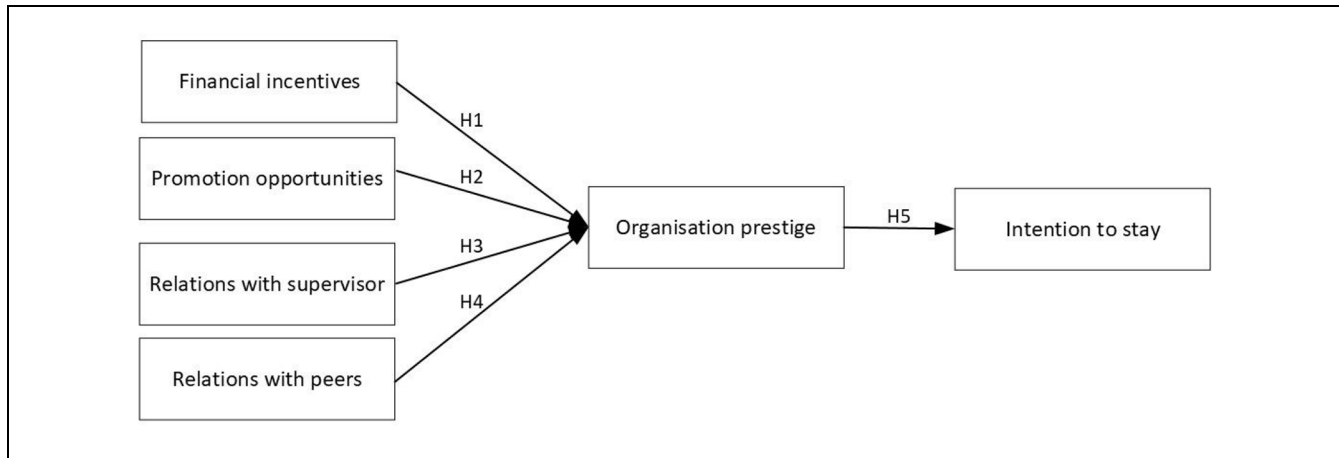 Financial incentives
H1
Promotion opportunities
H2
Relations with supervisor
H3
Relations with peers
H4
Organisation prestige
H5
Intention to stay